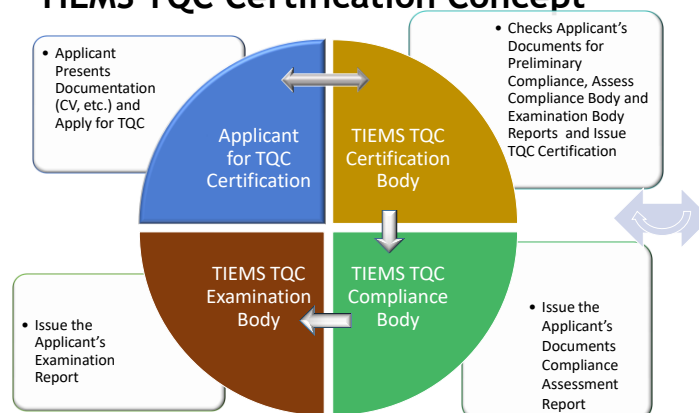 TIEMS TQC Certification Concept
• Applicant
Presents
Documentation
(CV, etc.) and
Apply for TQC
• Checks Applicant's
Documents for
Preliminary
Compliance, Assess
Compliance Body and
Examination Body
Reports and Issue
TQC Certification
Applicant
for TQC
Certification
TIEMS TQC
Certification
Body
TIEMS TQC
Examination
Body
TIEMS TQC
Compliance
Body
• Issue the
Applicant's
Examination
Report
• Issue the
Applicant's
Documents
Compliance
Assessment
Report